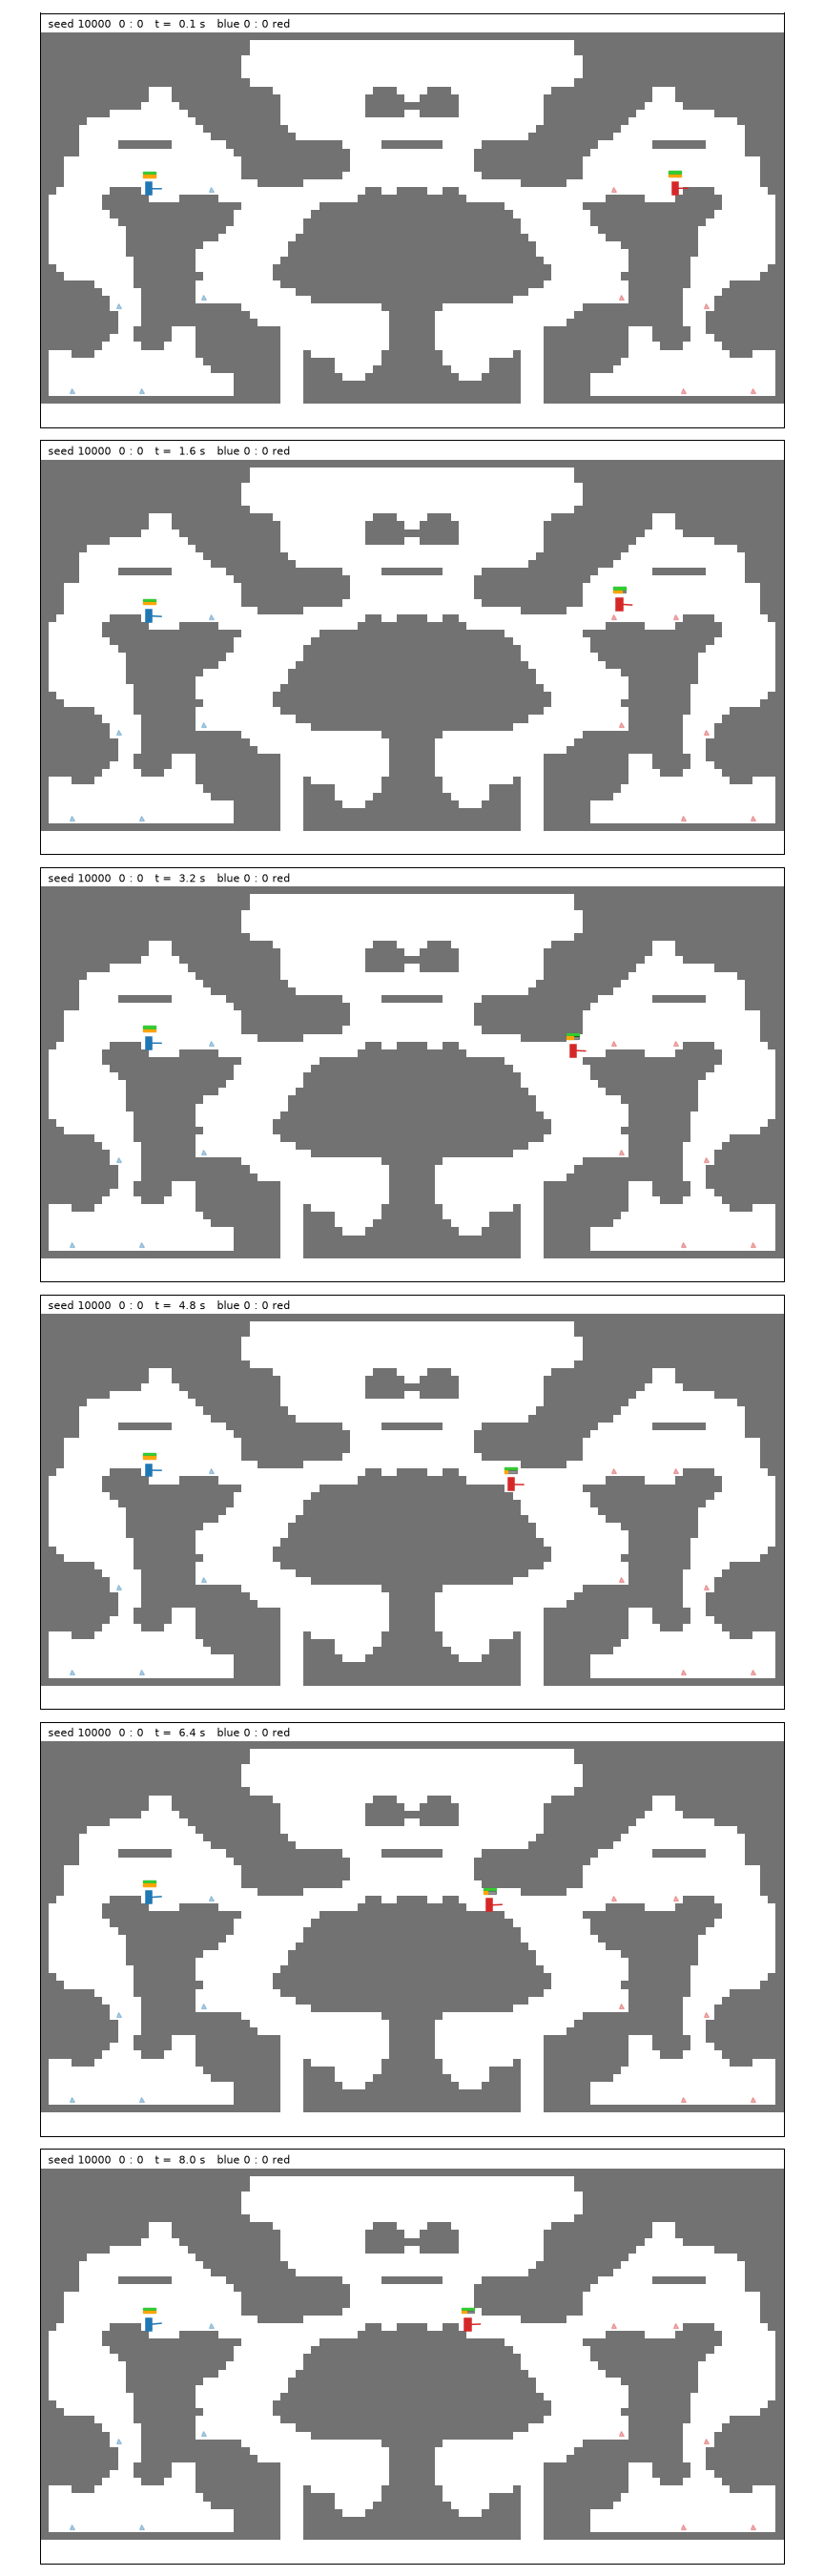 seed 10000  0 : 0   t =  0.1 s   blue 0 : 0 red
seed 10000  0 : 0   t =  1.6 s   blue 0 : 0 red
seed 10000  0 : 0   t =  3.2 s   blue 0 : 0 red
seed 10000  0 : 0   t =  4.8 s   blue 0 : 0 red
seed 10000  0 : 0   t =  6.4 s   blue 0 : 0 red
seed 10000  0 : 0   t =  8.0 s   blue 0 : 0 red